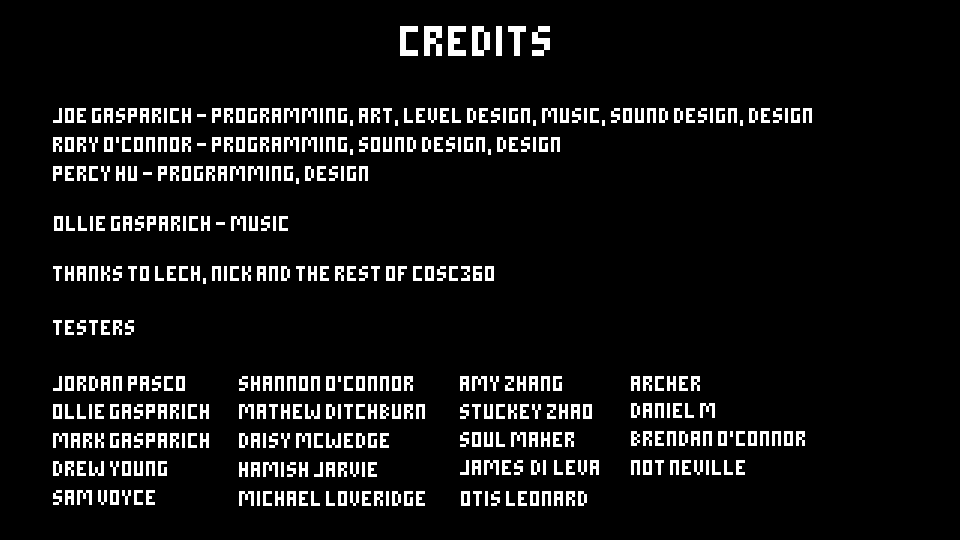 CREDITS
JOE GASPARICH - PROGRAMMING, ART, LEVEL DESIGN, MUSIC, SOUND DESIGN, DESIGN
RORY O'CONNOR - PROGRAMMING, SOUND DESIGN, DESIGN
PERCY HU - PROGRAMMING, DESIGN
OLLIE GASPARICH - MUSIC
THANKS TO LECH, NICK AND THE REST OF COSC360
TESTERS
JORDAN PASCO
OLLIE GASPARICH
MARK GASPARICH
DREW YOUNG
SAM VOYCE
SHANNON O'CONNOR
MATHEW DITCHBURN
DAISY MCWEDGE
HAMISH JARVIE
MICHAEL LOVERIDGE
AMY ZHANG
STUCKEY ZHAO
SOUL MAHER
JAMES DI LEVA
OTIS LEONARD
ARCHER
DANIEL M
BRENDAN O'CONNOR
NOT NEVILLE